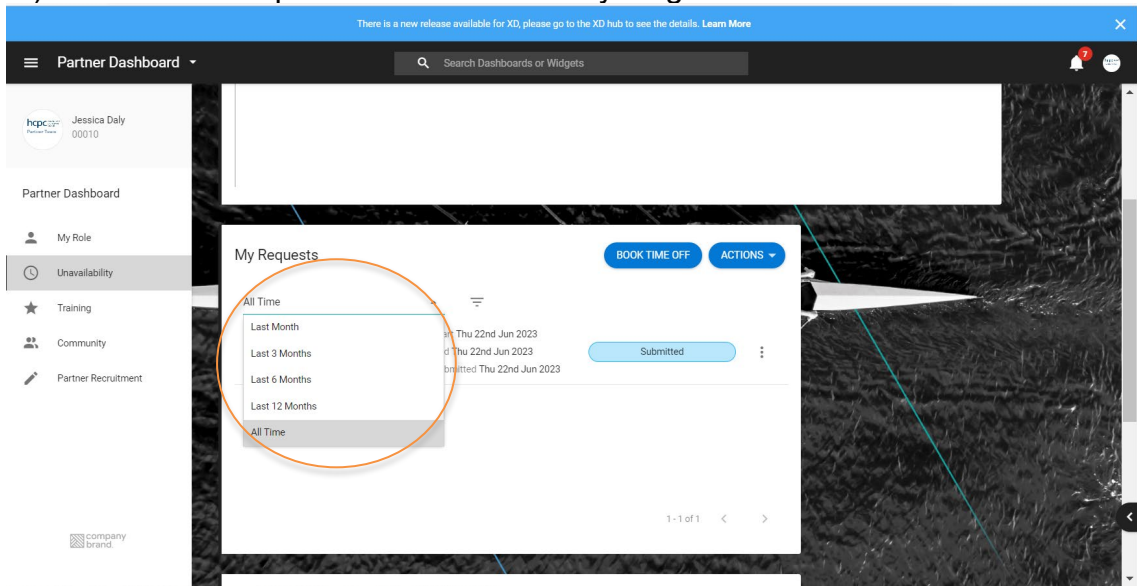 There is a new release available for XD, please go to the XD hub to see the details. Learn More
Partner Dashboard
Search Dashboards or Widgets
7
hcpc
Jessica Daly
00010
Partner Dashboard
My Role
Unavailability
Training
Community
Partner Recruitment
company
brand.
My Requests
BOOK TIME OFF
ACTIONS
All Time
Last Month
Last 3 Months
Last 6 Months
Last 12 Months
All Time
Thu 22nd Jun 2023
Thu 22nd Jun 2023
Thu 22nd Jun 2023
Submitted
1 - 1 of 1